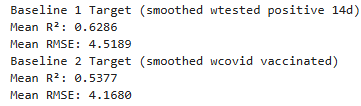 Baseline 1 Target (smoothed wtested positive 14d)
Mean R²: 0.6286
Mean RMSE: 4.5189
Baseline 2 Target (smoothed wcovid vaccinated)
Mean R²: 0.5377
Mean RMSE: 4.1680